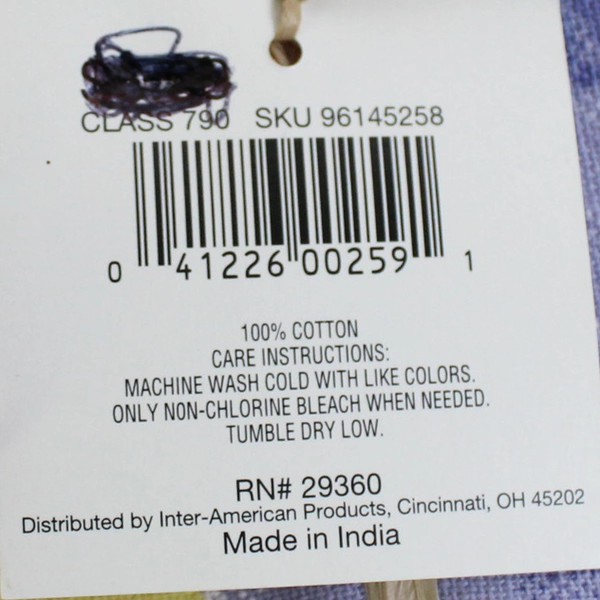 CLASS 790 SKU 96145258
0 41226 00259 1
100% COTTON
CARE INSTRUCTIONS:
MACHINE WASH COLD WITH LIKE COLORS.
ONLY NON-CHLORINE BLEACH WHEN NEEDED.
TUMBLE DRY LOW.
RN# 29360
Distributed by Inter-American Products, Cincinnati, OH 45202
Made in India